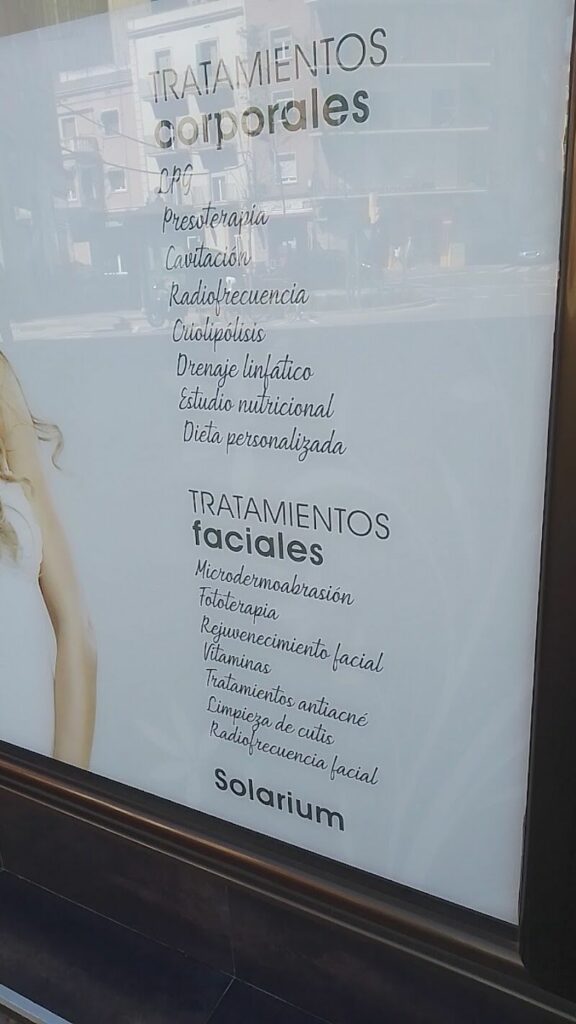 TRATAMIENTOS
corporales
LPG
Presoterapia
Cavitación
Radiofrecuencia
Criolipólisis
Drenaje linfático
Estudio nutricional
Dieta personalizada
TRATAMIENTOS
faciales
Microdermoabrasión
Fototerapia
Rejuvenecimiento facial
Vitaminas
Tratamientos antiacné
Limpieza de cutis
Radiofrecuencia facial
Solarium